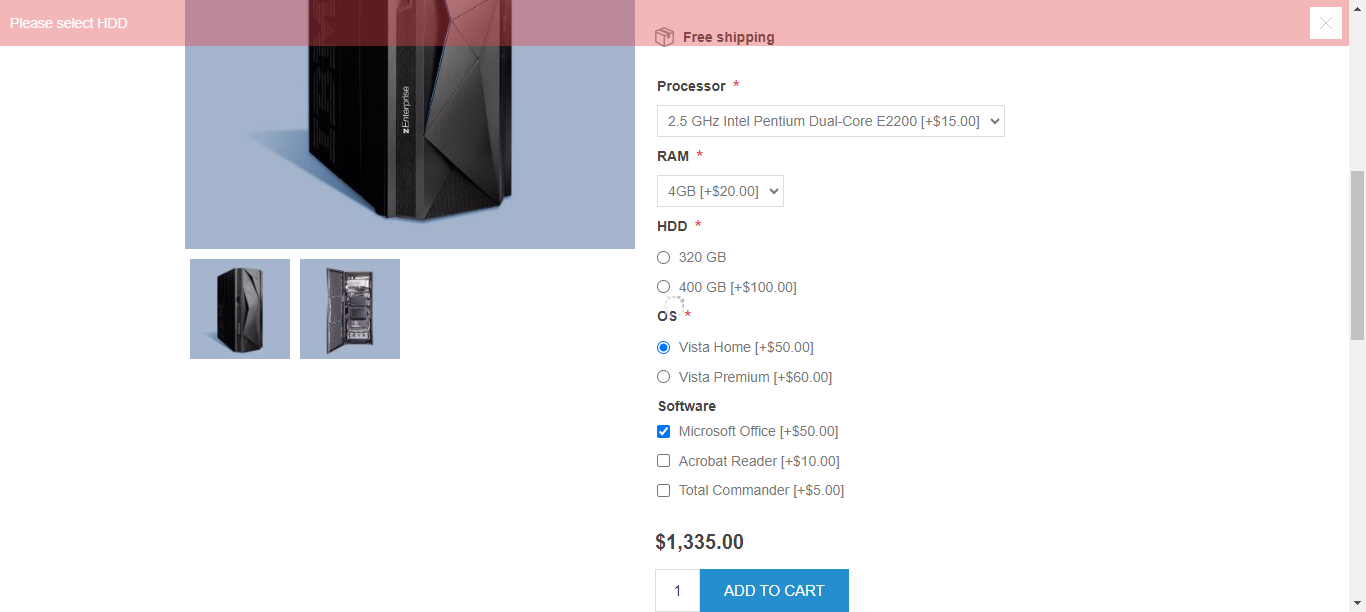 Please select HDD
IBM
zEnterprise
Free shipping
Processor *
2.5 GHz Intel Pentium Dual-Core E2200 [+$15.00]
RAM *
4GB [+$20.00]
HDD *
320 GB
400 GB [+$100.00]
OS *
Vista Home [+$50.00]
Vista Premium [+$60.00]
Software
Microsoft Office [+$50.00]
Acrobat Reader [+$10.00]
Total Commander [+$5.00]
$1,335.00
1 ADD TO CART